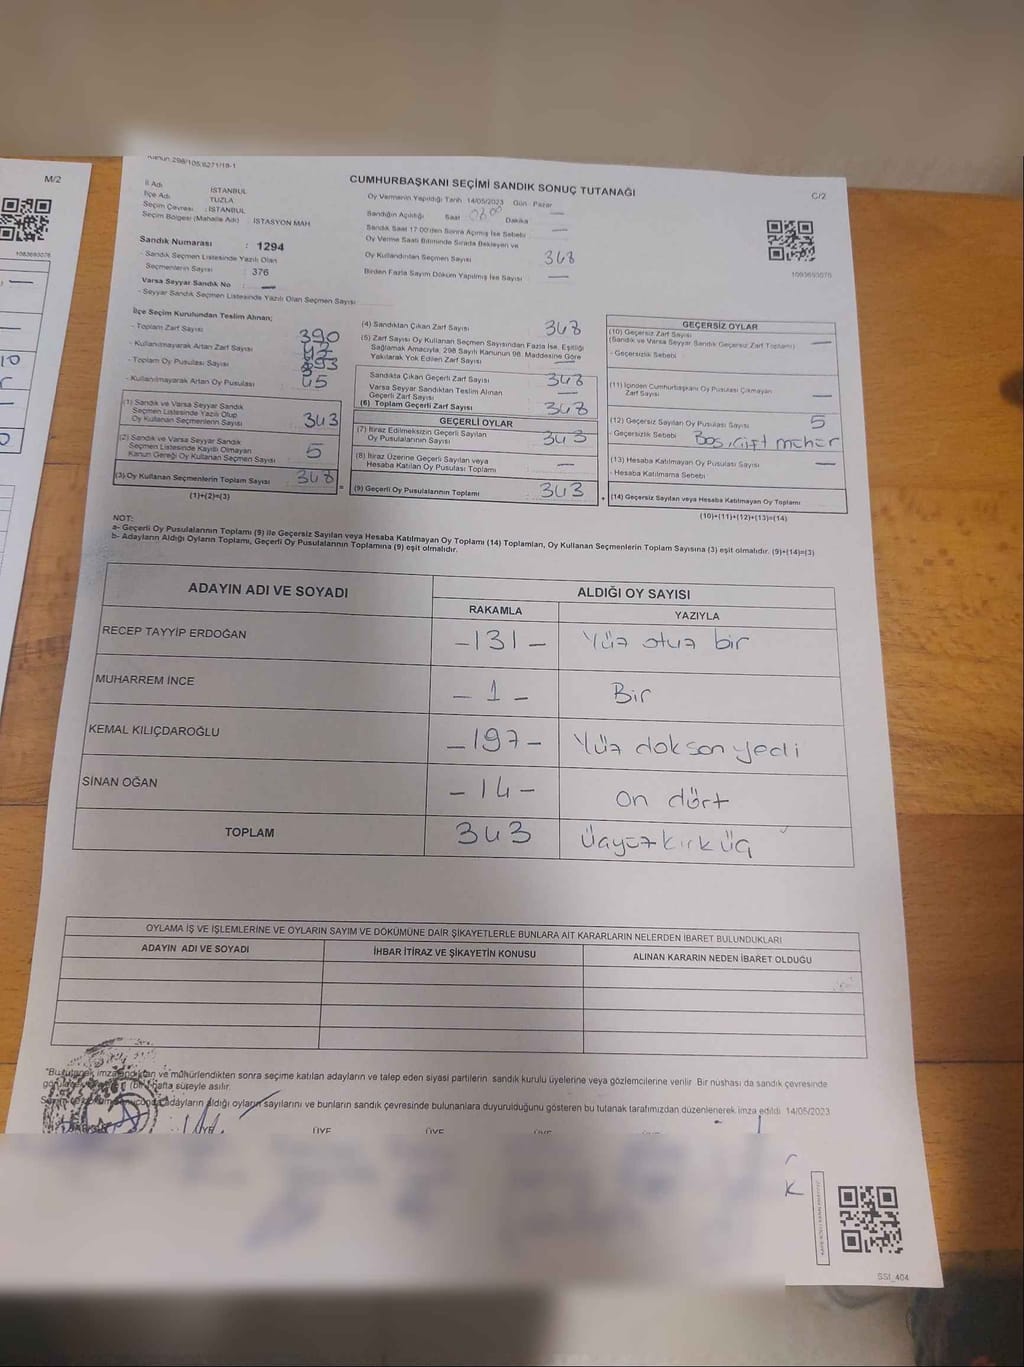 M/2
1083693076
Kanun 298/105;6271/19-1
CUMHURBAŞKANI SEÇİMİ SANDIK SONUÇ TUTANAĞI
C/2
İl Adı İSTANBUL
İlçe Adı TUZLA
Seçim Çevresi : İSTANBUL
Seçim Bölgesi (Mahalle Adı) : İSTASYON MAH
Sandık Numarası : 1294
- Sandık Seçmen Listesinde Yazılı Olan
Seçmenlerin Sayısı : 376
Varsa Seyyar Sandık No : —
- Seyyar Sandık Seçmen Listesinde Yazılı Olan Seçmen Sayısı
Oy Vermenin Yapıldığı Tarih 14/05/2023 Gün : Pazar
Sandığın Açıldığı Saat 08:00 Dakika —
Sandık Saat 17:00'den Sonra Açılmış İse Sebebi —
Oy Verme Saati Bitiminde Sırada Bekleyen ve
Oy Kullandırılan Seçmen Sayısı 348
Birden Fazla Sayım Döküm Yapılmış İse Sayısı —
1083693076
İlçe Seçim Kurulundan Teslim Alınan;
- Toplam Zarf Sayısı 390
- Kullanılmayarak Artan Zarf Sayısı 42
- Toplam Oy Pusulası Sayısı 393
- Kullanılmayarak Artan Oy Pusulası 45
(1) Sandık ve Varsa Seyyar Sandık
Seçmen Listesinde Yazılı Olup
Oy Kullanan Seçmenlerin Sayısı 343
(2) Sandık ve Varsa Seyyar Sandık
Seçmen Listesinde Kayıtlı Olmayan
Kanun Gereği Oy Kullanan Seçmen Sayısı 5
(3) Oy Kullanan Seçmenlerin Toplam Sayısı 348
(1)+(2)=(3)
(4) Sandıktan Çıkan Zarf Sayısı 348
(5) Zarf Sayısı Oy Kullanan Seçmen Sayısından Fazla İse, Eşitliği
Sağlamak Amacıyla, 298 Sayılı Kanunun 98. Maddesine Göre
Yakılarak Yok Edilen Zarf Sayısı —
Sandıkta Çıkan Geçerli Zarf Sayısı 348
Varsa Seyyar Sandıktan Teslim Alınan
Geçerli Zarf Sayısı —
(6) Toplam Geçerli Zarf Sayısı 348
GEÇERLİ OYLAR
(7) İtiraz Edilmeksizin Geçerli Sayılan
Oy Pusulalarının Sayısı 343
(8) İtiraz Üzerine Geçerli Sayılan veya
Hesaba Katılan Oy Pusulası Toplamı —
(9) Geçerli Oy Pusulalarının Toplamı 343
GEÇERSİZ OYLAR
(10) Geçersiz Zarf Sayısı
(Sandık ve Varsa Seyyar Sandık Geçersiz Zarf Toplamı) —
- Geçersizlik Sebebi
(11) İçinden Cumhurbaşkanı Oy Pusulası Çıkmayan
Zarf Sayısı —
(12) Geçersiz Sayılan Oy Pusulası Sayısı 5
- Geçersizlik Sebebi Boş, Çift mühür
(13) Hesaba Katılmayan Oy Pusulası Sayısı —
- Hesaba Katılmama Sebebi
(14) Geçersiz Sayılan veya Hesaba Katılmayan Oy Toplamı
(10)+(11)+(12)+(13)=(14)
NOT:
a- Geçerli Oy Pusulalarının Toplamı (9) ile Geçersiz Sayılan veya Hesaba Katılmayan Oy Toplamı (14) Toplamları, Oy Kullanan Seçmenlerin Toplam Sayısına (3) eşit olmalıdır. (9)+(14)=(3)
b- Adayların Aldığı Oyların Toplamı, Geçerli Oy Pusulalarının Toplamına (9) eşit olmalıdır.
ADAYIN ADI VE SOYADI ALDIĞI OY SAYISI
RAKAMLA YAZIYLA
RECEP TAYYİP ERDOĞAN -131- Yüz otuz bir
MUHARREM İNCE -1- Bir
KEMAL KILIÇDAROĞLU -197- Yüz doksan yedi
SİNAN OĞAN -14- on dört
TOPLAM 343 Üçyüz kırk üç
OYLAMA İŞ VE İŞLEMLERİNE VE OYLARIN SAYIM VE DÖKÜMÜNE DAİR ŞİKAYETLERLE BUNLARA AİT KARARLARIN NELERDEN İBARET BULUNDUKLARI
ADAYIN ADI VE SOYADI İHBAR İTİRAZ VE ŞİKAYETİN KONUSU ALINAN KARARIN NEDEN İBARET OLDUĞU
"Bu tutanak imzalandıktan ve mühürlendikten sonra seçime katılan adayların ve talep eden siyasi partilerin sandık kurulu üyelerine veya gözlemcilerine verilir. Bir nüshası da sandık çevresinde
(bir) hafta süreyle asılır.
adayların aldığı oyların sayılarını ve bunların sandık çevresinde bulunanlara duyurulduğunu gösteren bu tutanak tarafımızdan düzenlenerek imza edildi. 14/05/2023
ÜYE ÜYE ÜYE ÜYE ÜYE
SSI_404